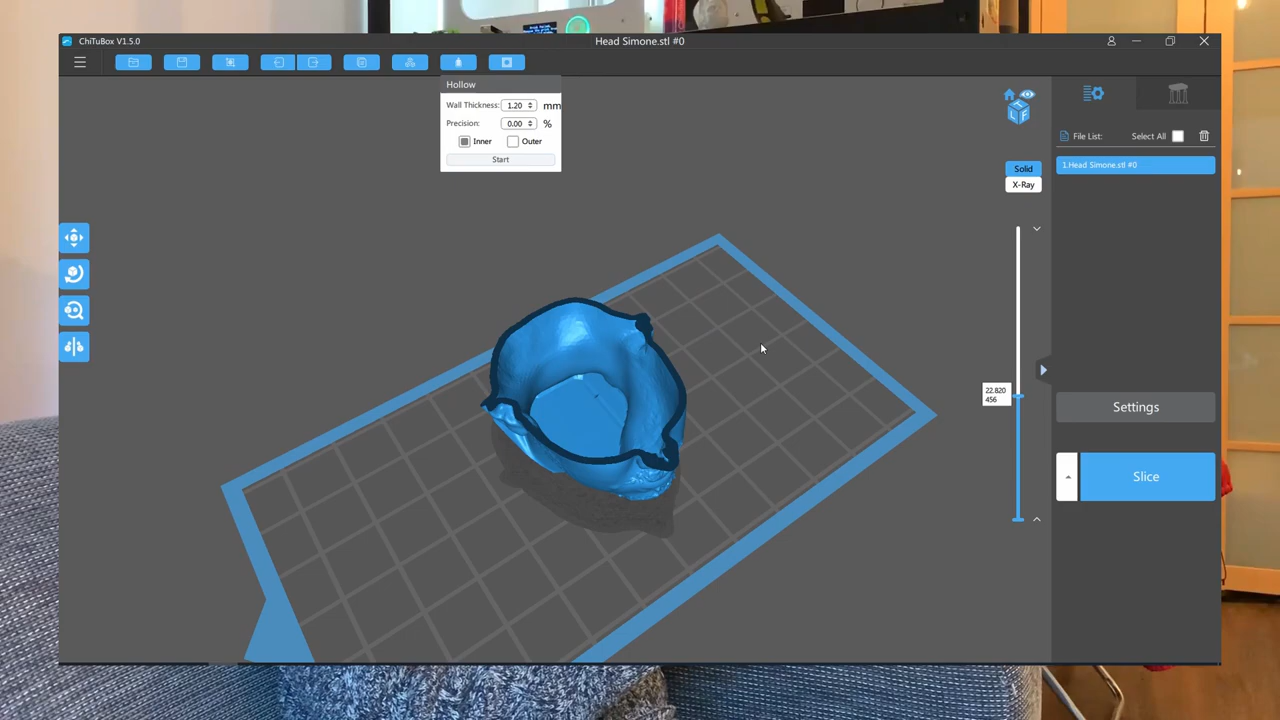 ChiTuBox V1.5.0
Head Simone.stl #0
Hollow
Wall Thickness: 1.20 mm
Precision: 0.00 %
Inner Outer
Start
T
L F
File List: Select All
1.Head Simone.stl #0
Solid
X-Ray
22.820
456
Settings
Slice